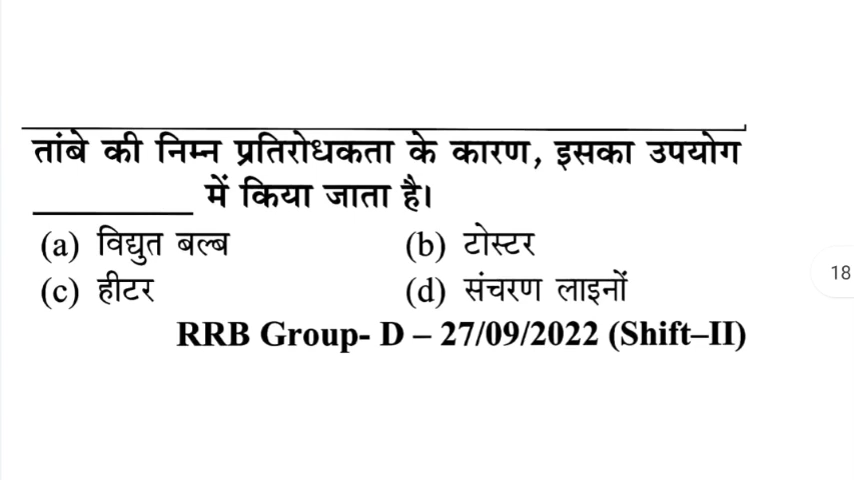 तांबे की निम्न प्रतिरोधकता के कारण, इसका उपयोग
__________ में किया जाता है।
(a) विद्युत बल्ब (b) टोस्टर
(c) हीटर (d) संचरण लाइनों
18
RRB Group- D – 27/09/2022 (Shift–II)